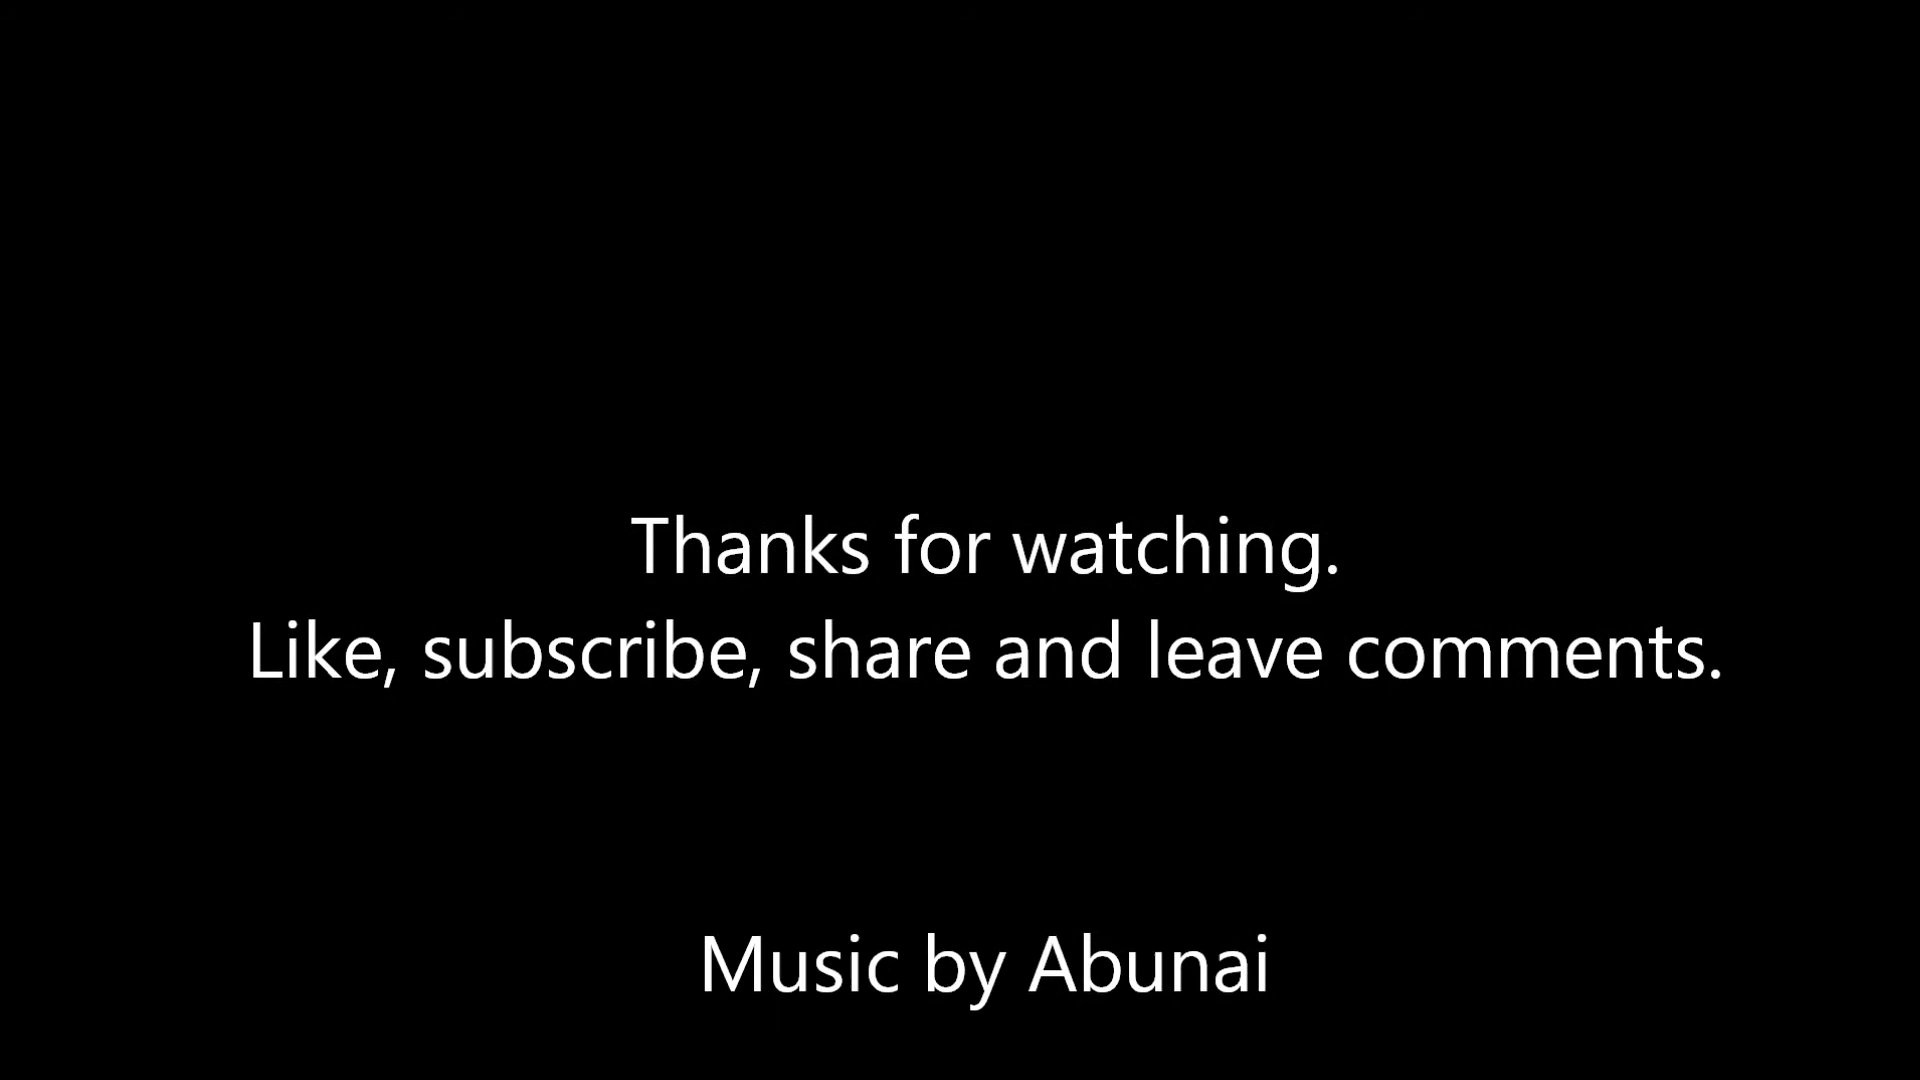 Thanks for watching.
Like, subscribe, share and leave comments.
Music by Abunai